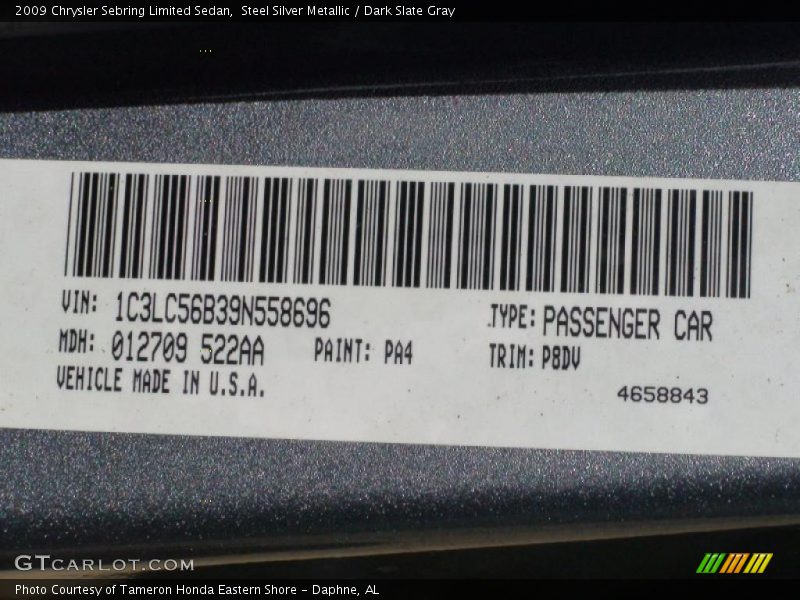 2009 Chrysler Sebring Limited Sedan,  Steel Silver Metallic / Dark Slate Gray
VIN: 1C3LC56B39N558696 TYPE: PASSENGER CAR
MDH: 012709 522AA PAINT: PA4 TRIM: P8DV
VEHICLE MADE IN U.S.A. 4658843
GTCARLOT.COM
Photo Courtesy of Tameron Honda Eastern Shore - Daphne, AL